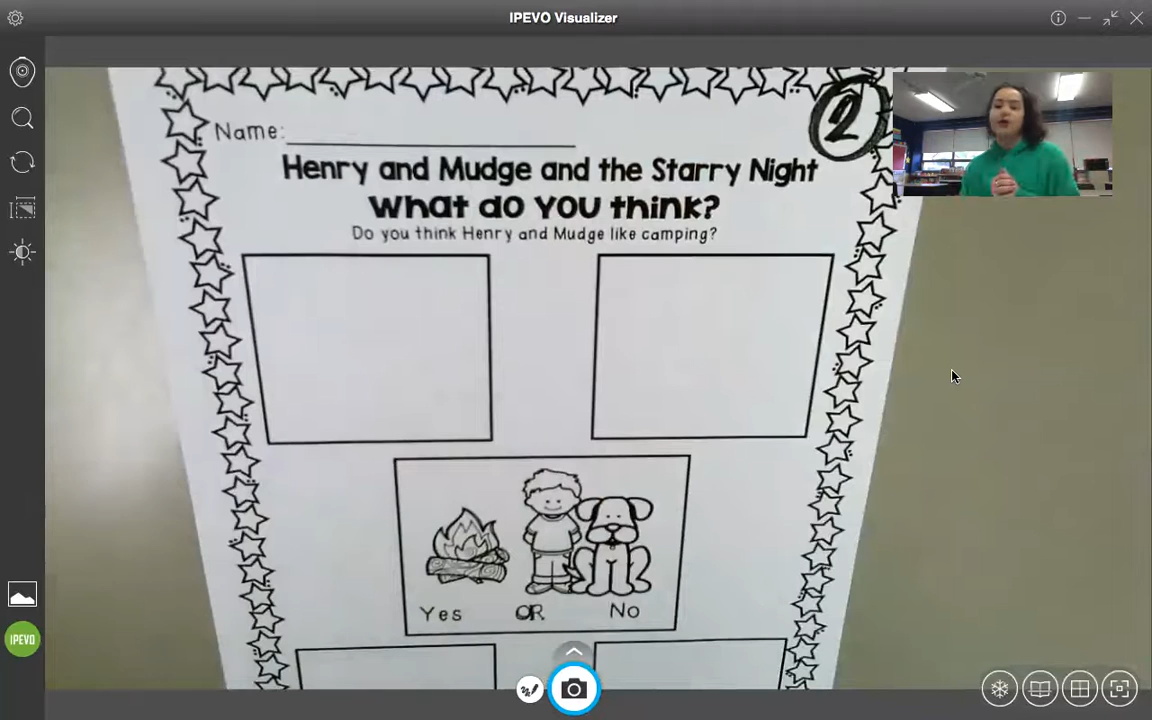 IPEVO Visualizer
2
Name:
Henry and Mudge and the Starry Night
What do you think?
Do you think Henry and Mudge like camping?
Yes OR No
IPEVO